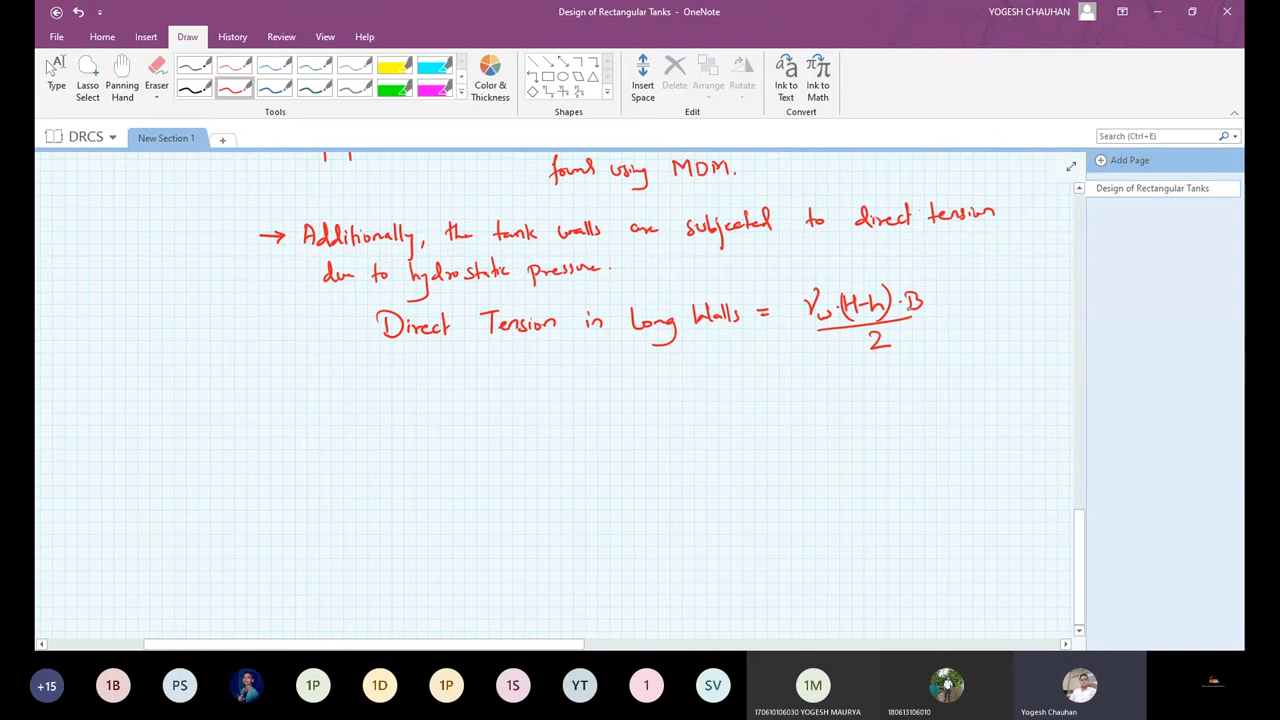 Design of Rectangular Tanks - OneNote
YOGESH CHAUHAN
File Home Insert Draw History Review View Help
Type
Lasso Select
Panning Hand
Eraser
Color & Thickness
Insert Space
Delete
Arrange
Rotate
Ink to Text
Ink to Math
Tools
Shapes
Edit
Convert
DRCS
New Section 1
Search (Ctrl+E)
Add Page
Design of Rectangular Tanks
found using MDM.
→ Additionally, the tank walls are subjected to direct tension
due to hydrostatic pressure.
Direct Tension in Long Walls = γw.(H-h).B
2
+15 1B PS 1P 1D 1P 1S YT 1 SV 1M
170610106030 YOGESH MAURYA
180613106010
Yogesh Chauhan